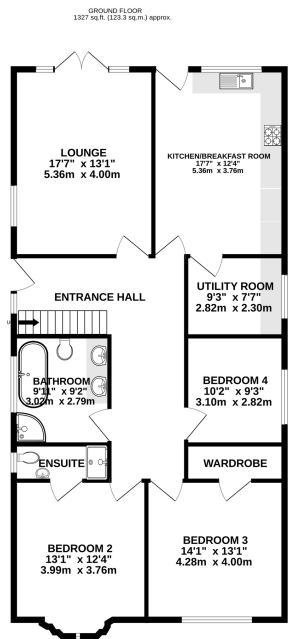 GROUND FLOOR
1327 sq.ft. (123.3 sq.m.) approx.
LOUNGE
17'7" x 13'1"
5.36m x 4.00m
KITCHEN/BREAKFAST ROOM
17'7" x 12'4"
5.36m x 3.76m
ENTRANCE HALL
UTILITY ROOM
9'3" x 7'7"
2.82m x 2.30m
BATHROOM
9'11" x 9'2"
3.02m x 2.79m
BEDROOM 4
10'2" x 9'3"
3.10m x 2.82m
ENSUITE
WARDROBE
BEDROOM 2
13'1" x 12'4"
3.99m x 3.76m
BEDROOM 3
14'1" x 13'1"
4.28m x 4.00m